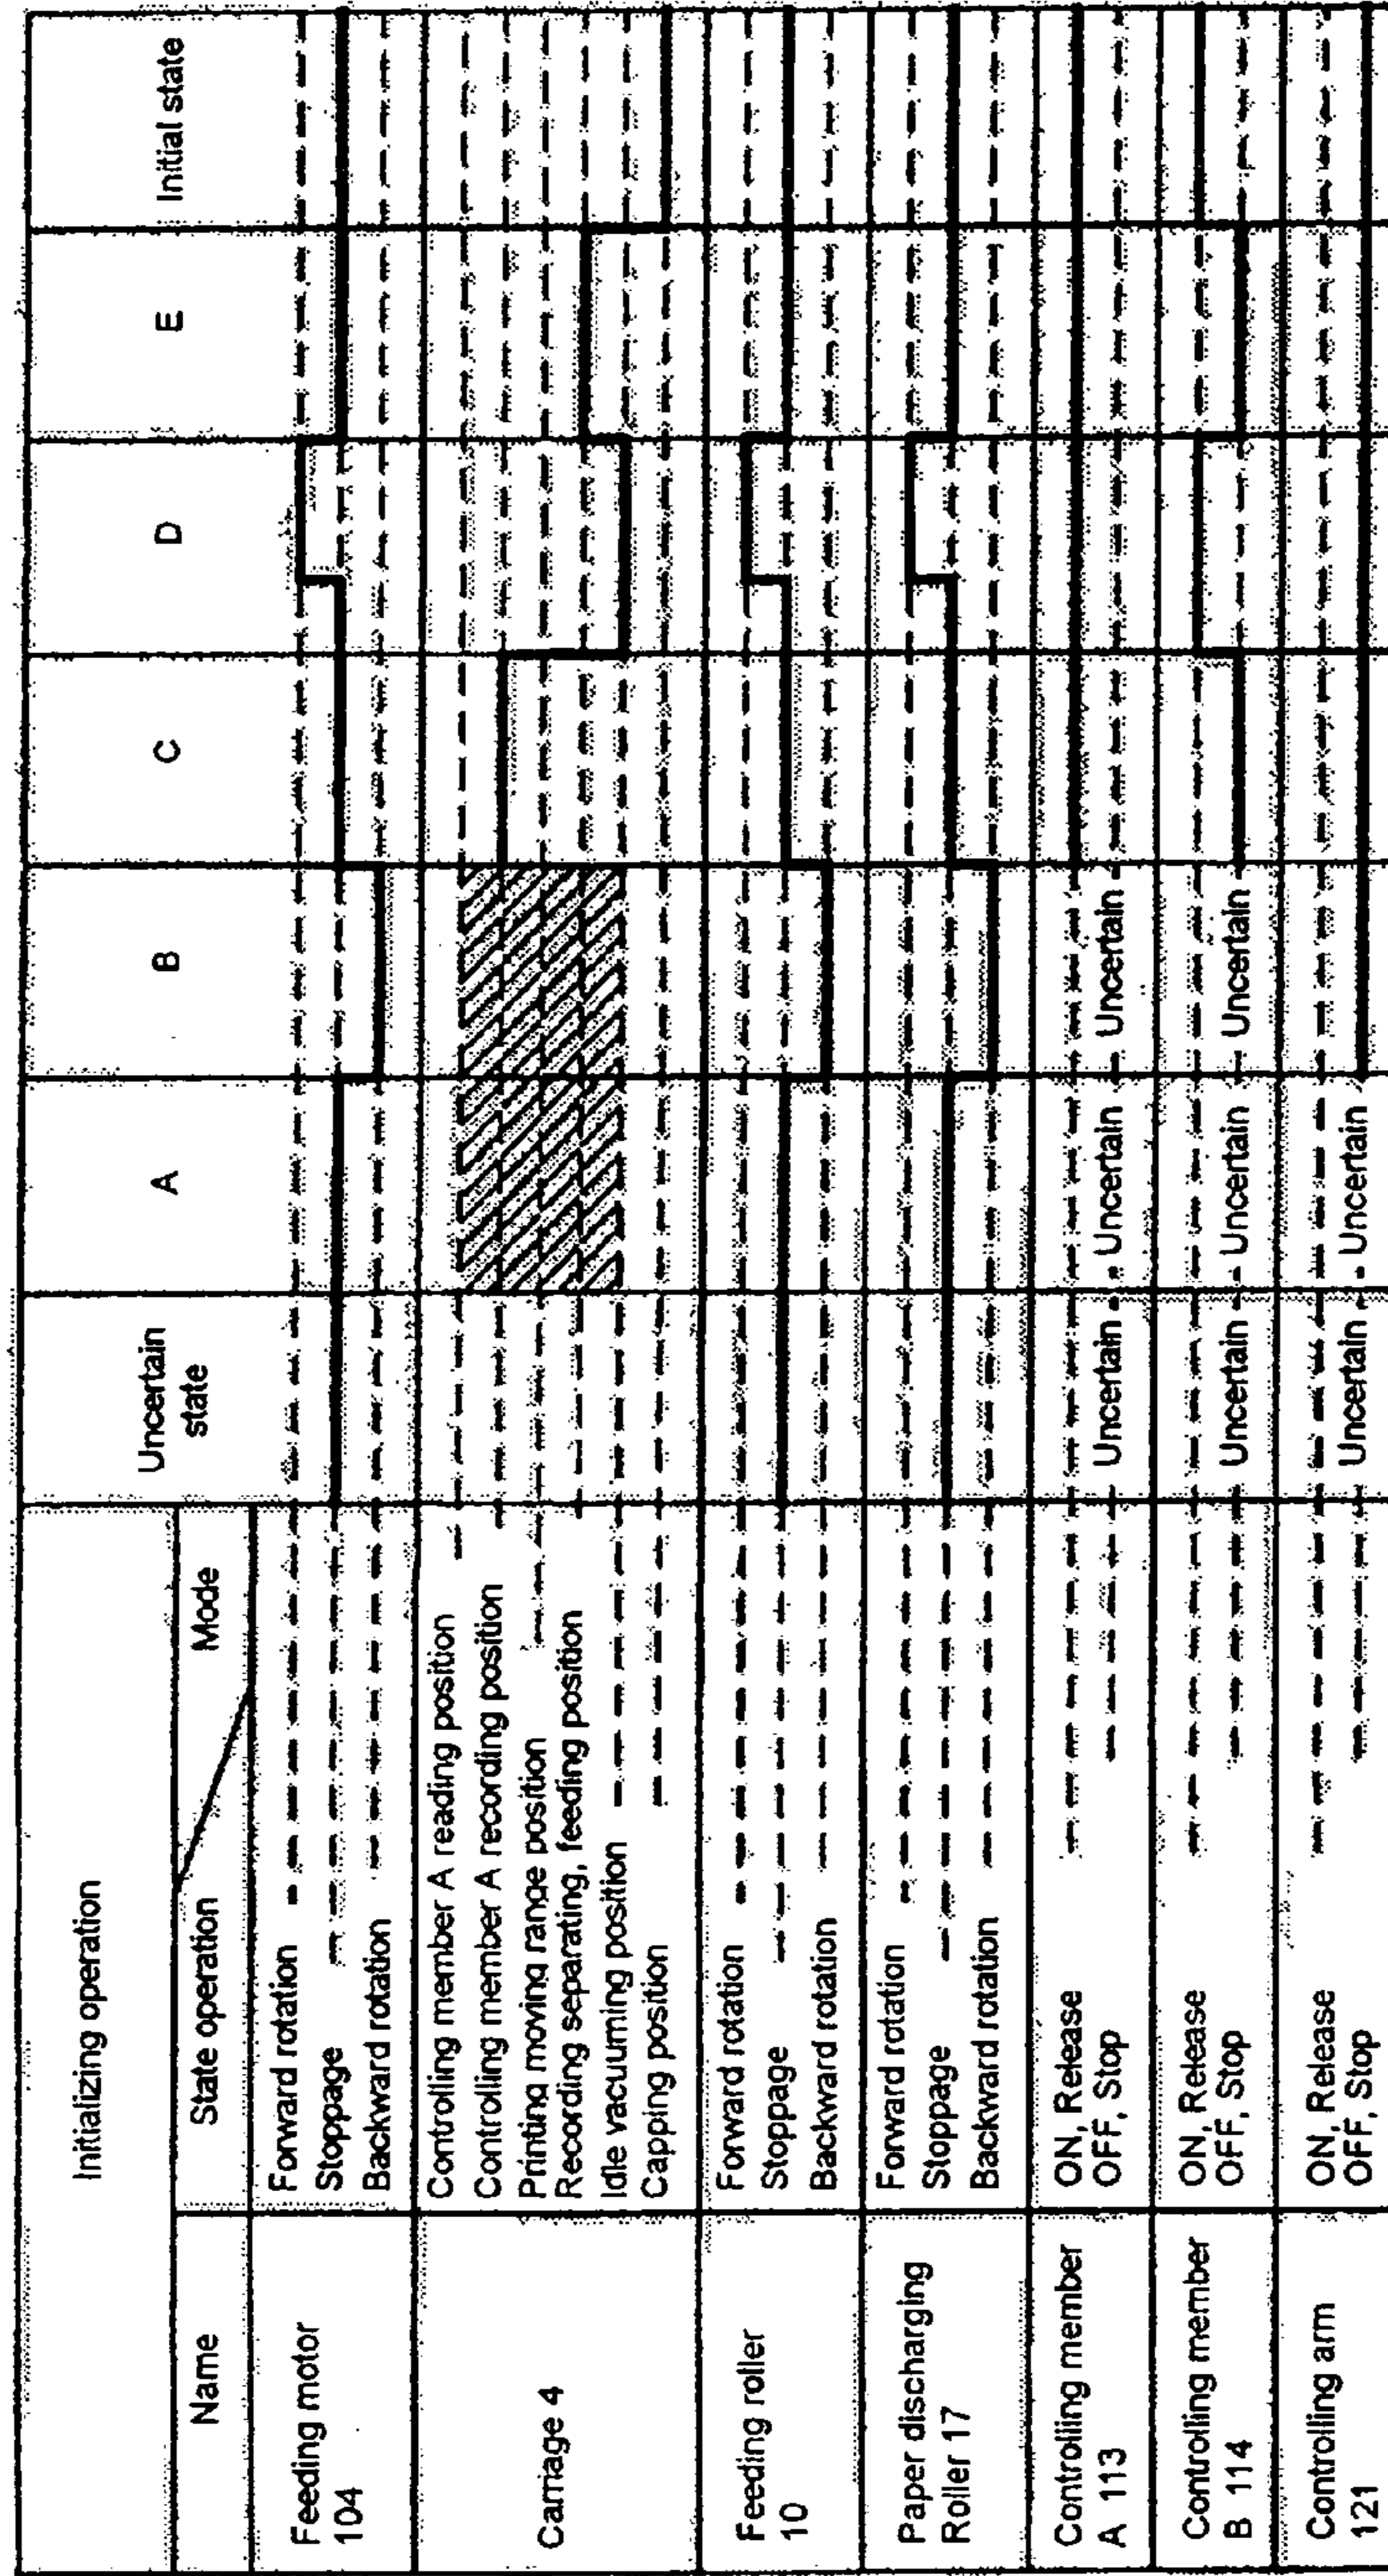 Initializing operation
Name
State operation
Mode
Uncertain
state
A
B
C
D
E
Initial state
Feeding motor
104
Forward rotation
Stoppage
Backward rotation
Carriage 4
Controlling member A reading position
Controlling member A recording position
Printing moving range position
Recording separating, feeding position
Idle vacuuming position
Capping position
Feeding roller
10
Forward rotation
Stoppage
Backward rotation
Paper discharging
Roller 17
Forward rotation
Stoppage
Backward rotation
Controlling member
A 113
ON, Release
OFF, Stop
Uncertain
Uncertain
Uncertain
Controlling member
B 114
ON, Release
OFF, Stop
Uncertain
Uncertain
Uncertain
Controlling arm
121
ON, Release
OFF, Stop
Uncertain
Uncertain